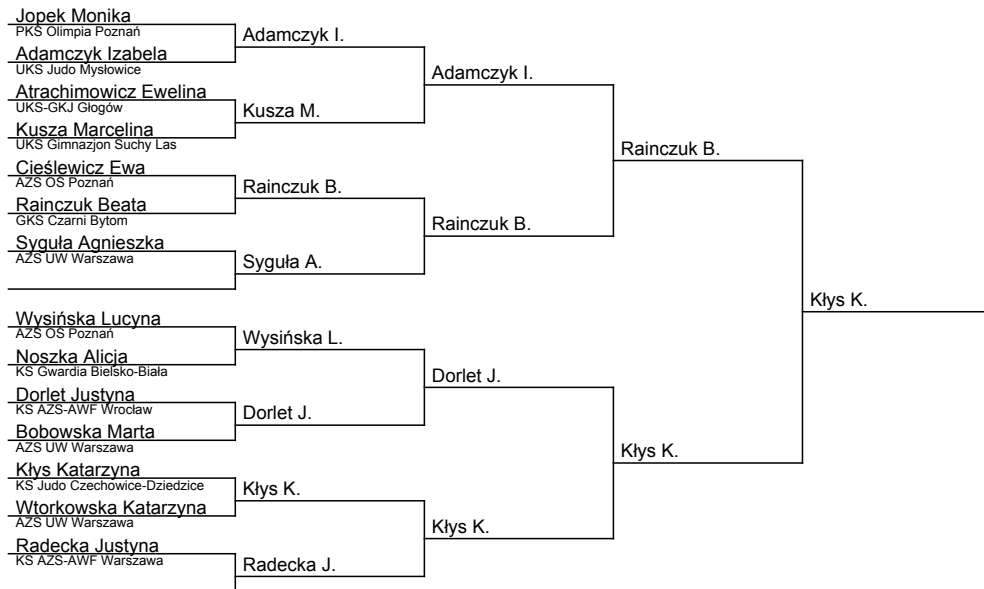 Jopek Monika
PKS Olimpia Poznań
Adamczyk Izabela
UKS Judo Mysłowice
Atrachimowicz Ewelina
UKS-GKJ Głogów
Kusza Marcelina
UKS Gimnazjon Suchy Las
Cieślewicz Ewa
AZS OŚ Poznań
Rainczuk Beata
GKS Czarni Bytom
Syguła Agnieszka
AZS UW Warszawa
Wysińska Lucyna
AZS OŚ Poznań
Noszka Alicja
KS Gwardia Bielsko-Biała
Dorlet Justyna
KS AZS-AWF Wrocław
Bobowska Marta
AZS UW Warszawa
Kłys Katarzyna
KS Judo Czechowice-Dziedzice
Wtorkowska Katarzyna
AZS UW Warszawa
Radecka Justyna
KS AZS-AWF Warszawa
Adamczyk I.
Kusza M.
Rainczuk B.
Syguła A.
Wysińska L.
Dorlet J.
Kłys K.
Radecka J.
Adamczyk I.
Rainczuk B.
Dorlet J.
Kłys K.
Rainczuk B.
Kłys K.
Kłys K.